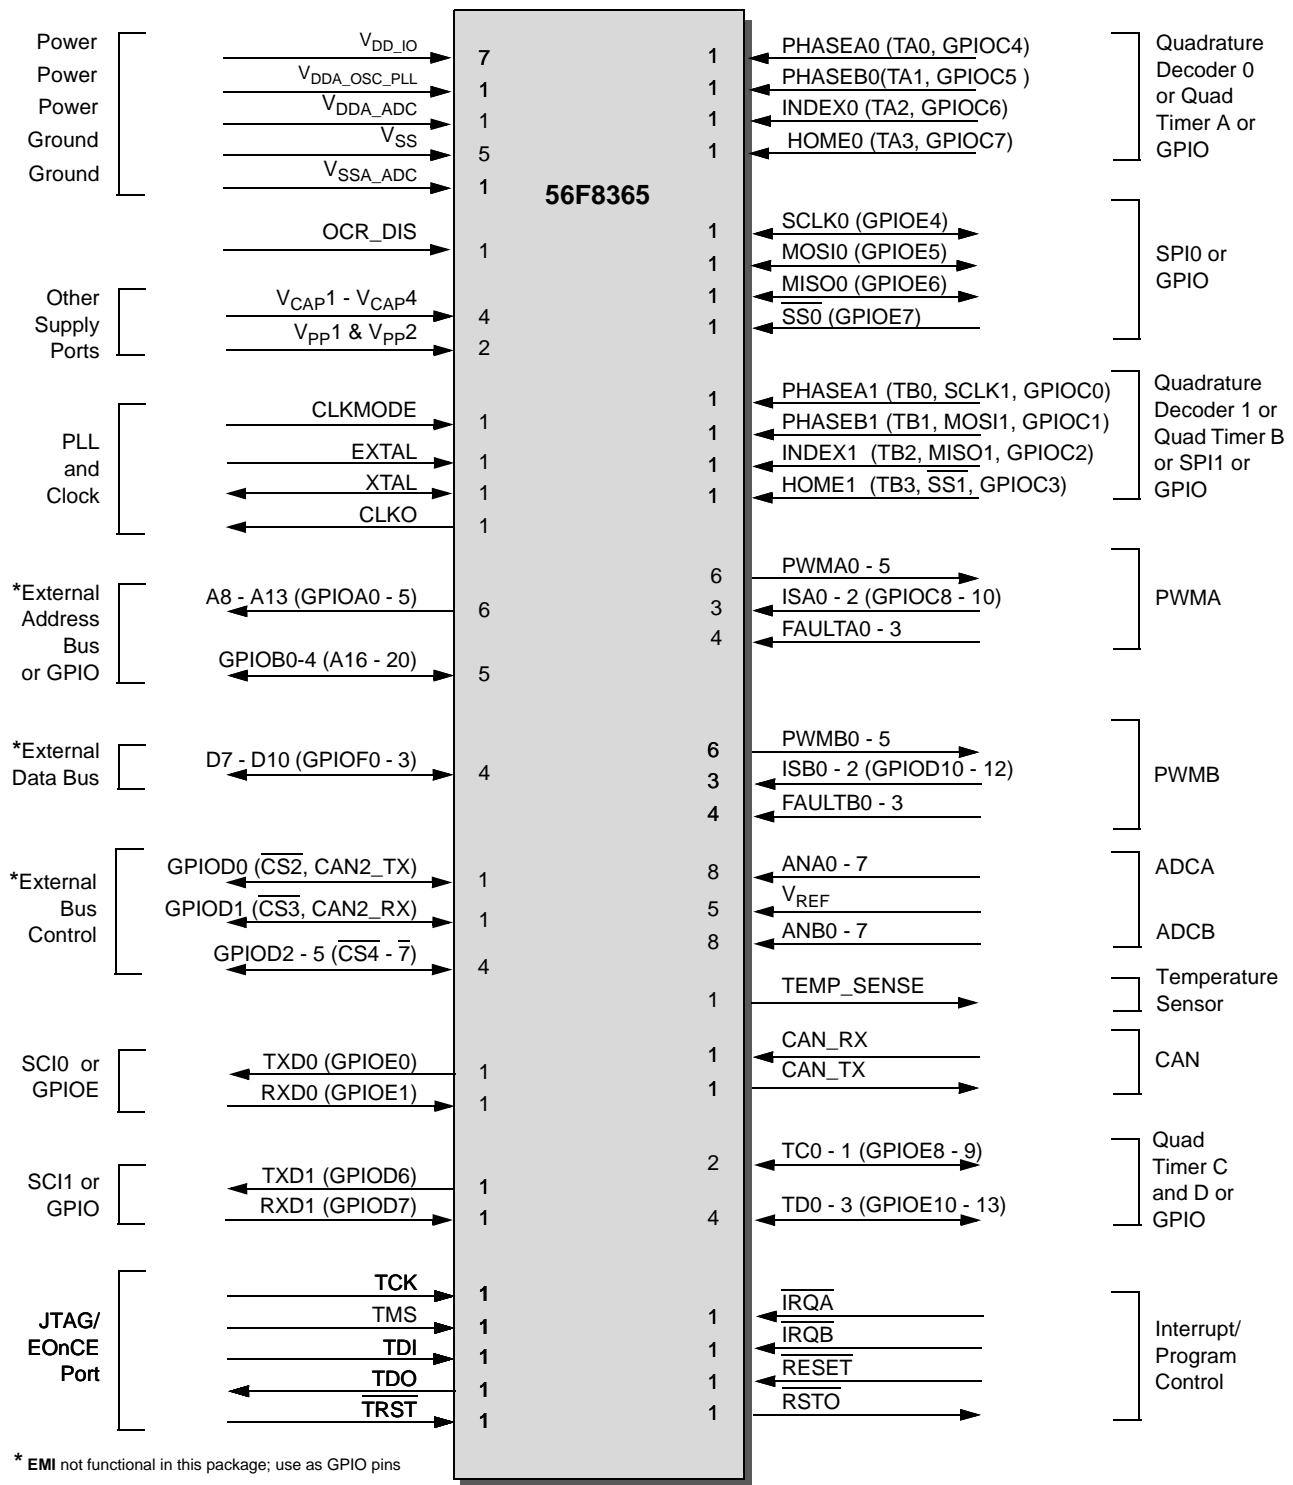 56F8365
Power
Power
Power
Ground
Ground
VDD_IO
7
VDDA_OSC_PLL
1
VDDA_ADC
1
VSS
5
VSSA_ADC
1
OCR_DIS
1
Other
Supply
Ports
VCAP1 - VCAP4
4
VPP1 & VPP2
2
PLL
and
Clock
CLKMODE
1
EXTAL
1
XTAL
1
CLKO
1
*External
Address
Bus
or GPIO
A8 - A13 (GPIOA0 - 5)
6
GPIOB0-4 (A16 - 20)
5
*External
Data Bus
D7 - D10 (GPIOF0 - 3)
4
*External
Bus
Control
GPIOD0 (CS2, CAN2_TX)
1
GPIOD1 (CS3, CAN2_RX)
1
GPIOD2 - 5 (CS4 - 7)
4
SCI0 or
GPIOE
TXD0 (GPIOE0)
1
RXD0 (GPIOE1)
1
SCI1 or
GPIO
TXD1 (GPIOD6)
1
RXD1 (GPIOD7)
1
JTAG/
EOnCE
Port
TCK
1
TMS
1
TDI
1
TDO
1
TRST
1
* EMI not functional in this package; use as GPIO pins
1
PHASEA0 (TA0, GPIOC4)
1
PHASEB0(TA1, GPIOC5 )
1
INDEX0 (TA2, GPIOC6)
1
HOME0 (TA3, GPIOC7)
Quadrature
Decoder 0
or Quad
Timer A or
GPIO
1
SCLK0 (GPIOE4)
1
MOSI0 (GPIOE5)
1
MISO0 (GPIOE6)
1
SS0 (GPIOE7)
SPI0 or
GPIO
1
PHASEA1 (TB0, SCLK1, GPIOC0)
1
PHASEB1 (TB1, MOSI1, GPIOC1)
1
INDEX1 (TB2, MISO1, GPIOC2)
1
HOME1 (TB3, SS1, GPIOC3)
Quadrature
Decoder 1 or
Quad Timer B
or SPI1 or
GPIO
6
PWMA0 - 5
3
ISA0 - 2 (GPIOC8 - 10)
4
FAULTA0 - 3
PWMA
6
PWMB0 - 5
3
ISB0 - 2 (GPIOD10 - 12)
4
FAULTB0 - 3
PWMB
8
ANA0 - 7
5
VREF
8
ANB0 - 7
ADCA
ADCB
1
TEMP_SENSE
Temperature
Sensor
1
CAN_RX
1
CAN_TX
CAN
2
TC0 - 1 (GPIOE8 - 9)
4
TD0 - 3 (GPIOE10 - 13)
Quad
Timer C
and D or
GPIO
1
IRQA
1
IRQB
1
RESET
1
RSTO
Interrupt/
Program
Control